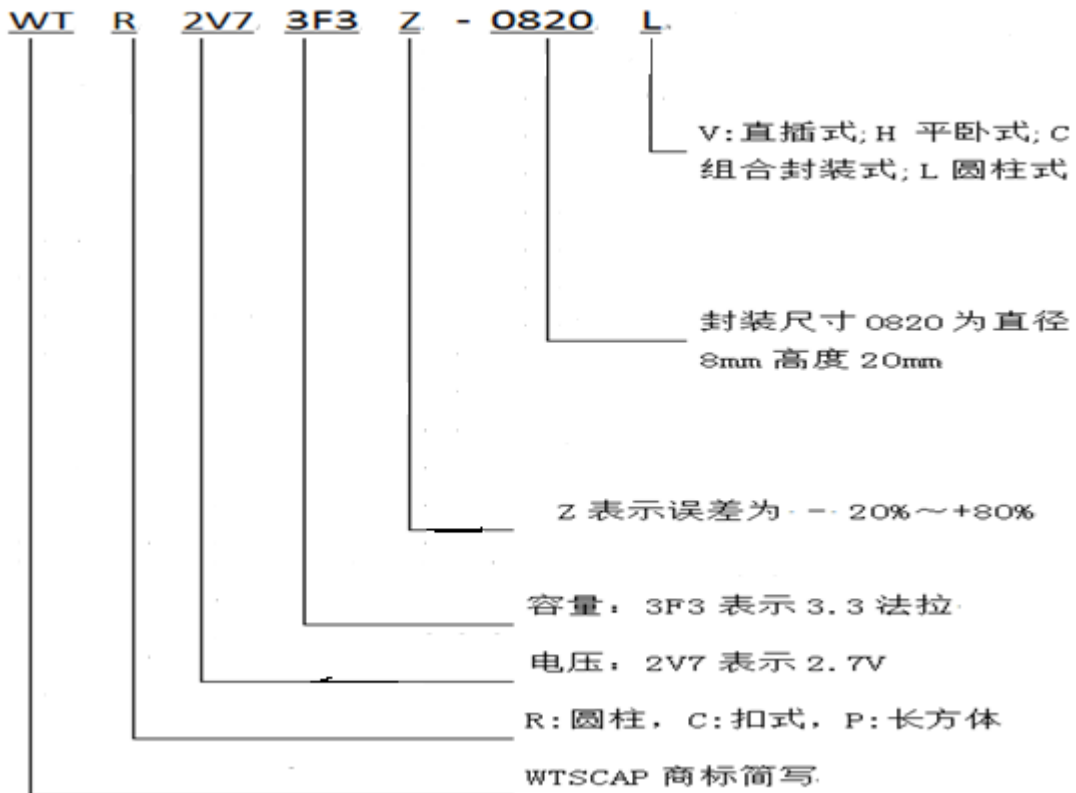 WT R 2V7 3F3 Z - 0820 L
V:直插式;H 平卧式;C
组合封装式;L 圆柱式
封装尺寸 0820 为直径
8mm 高度 20mm
Z 表示误差为 - 20%～+80%
容量：3F3 表示 3.3 法拉
电压：2V7 表示 2.7V
R:圆柱，C:扣式，P:长方体
WTSCAP 商标简写